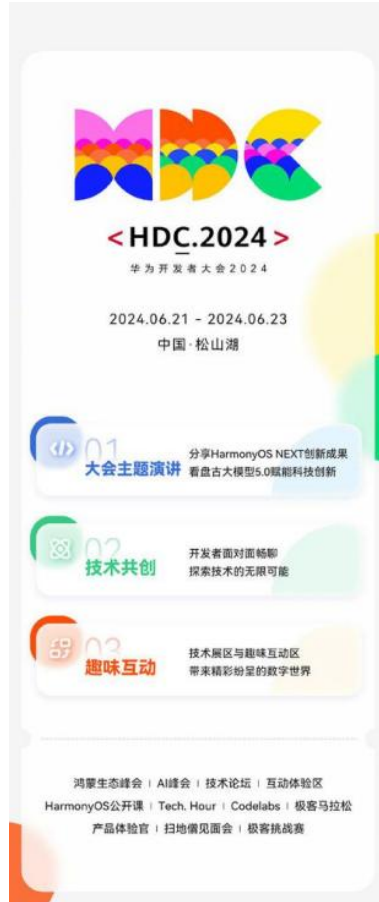 HDC
<HDC.2024>
华为开发者大会2024
2024.06.21 - 2024.06.23
中国·松山湖
01
大会主题演讲
分享HarmonyOS NEXT创新成果
看盘古大模型5.0赋能科技创新
02
技术共创
开发者面对面畅聊
探索技术的无限可能
03
趣味互动
技术展区与趣味互动区
带来精彩纷呈的数字世界
鸿蒙生态峰会 | AI峰会 | 技术论坛 | 互动体验区
HarmonyOS公开课 | Tech. Hour | Codelabs | 极客马拉松
产品体验官 | 扫地僧见面会 | 极客挑战赛